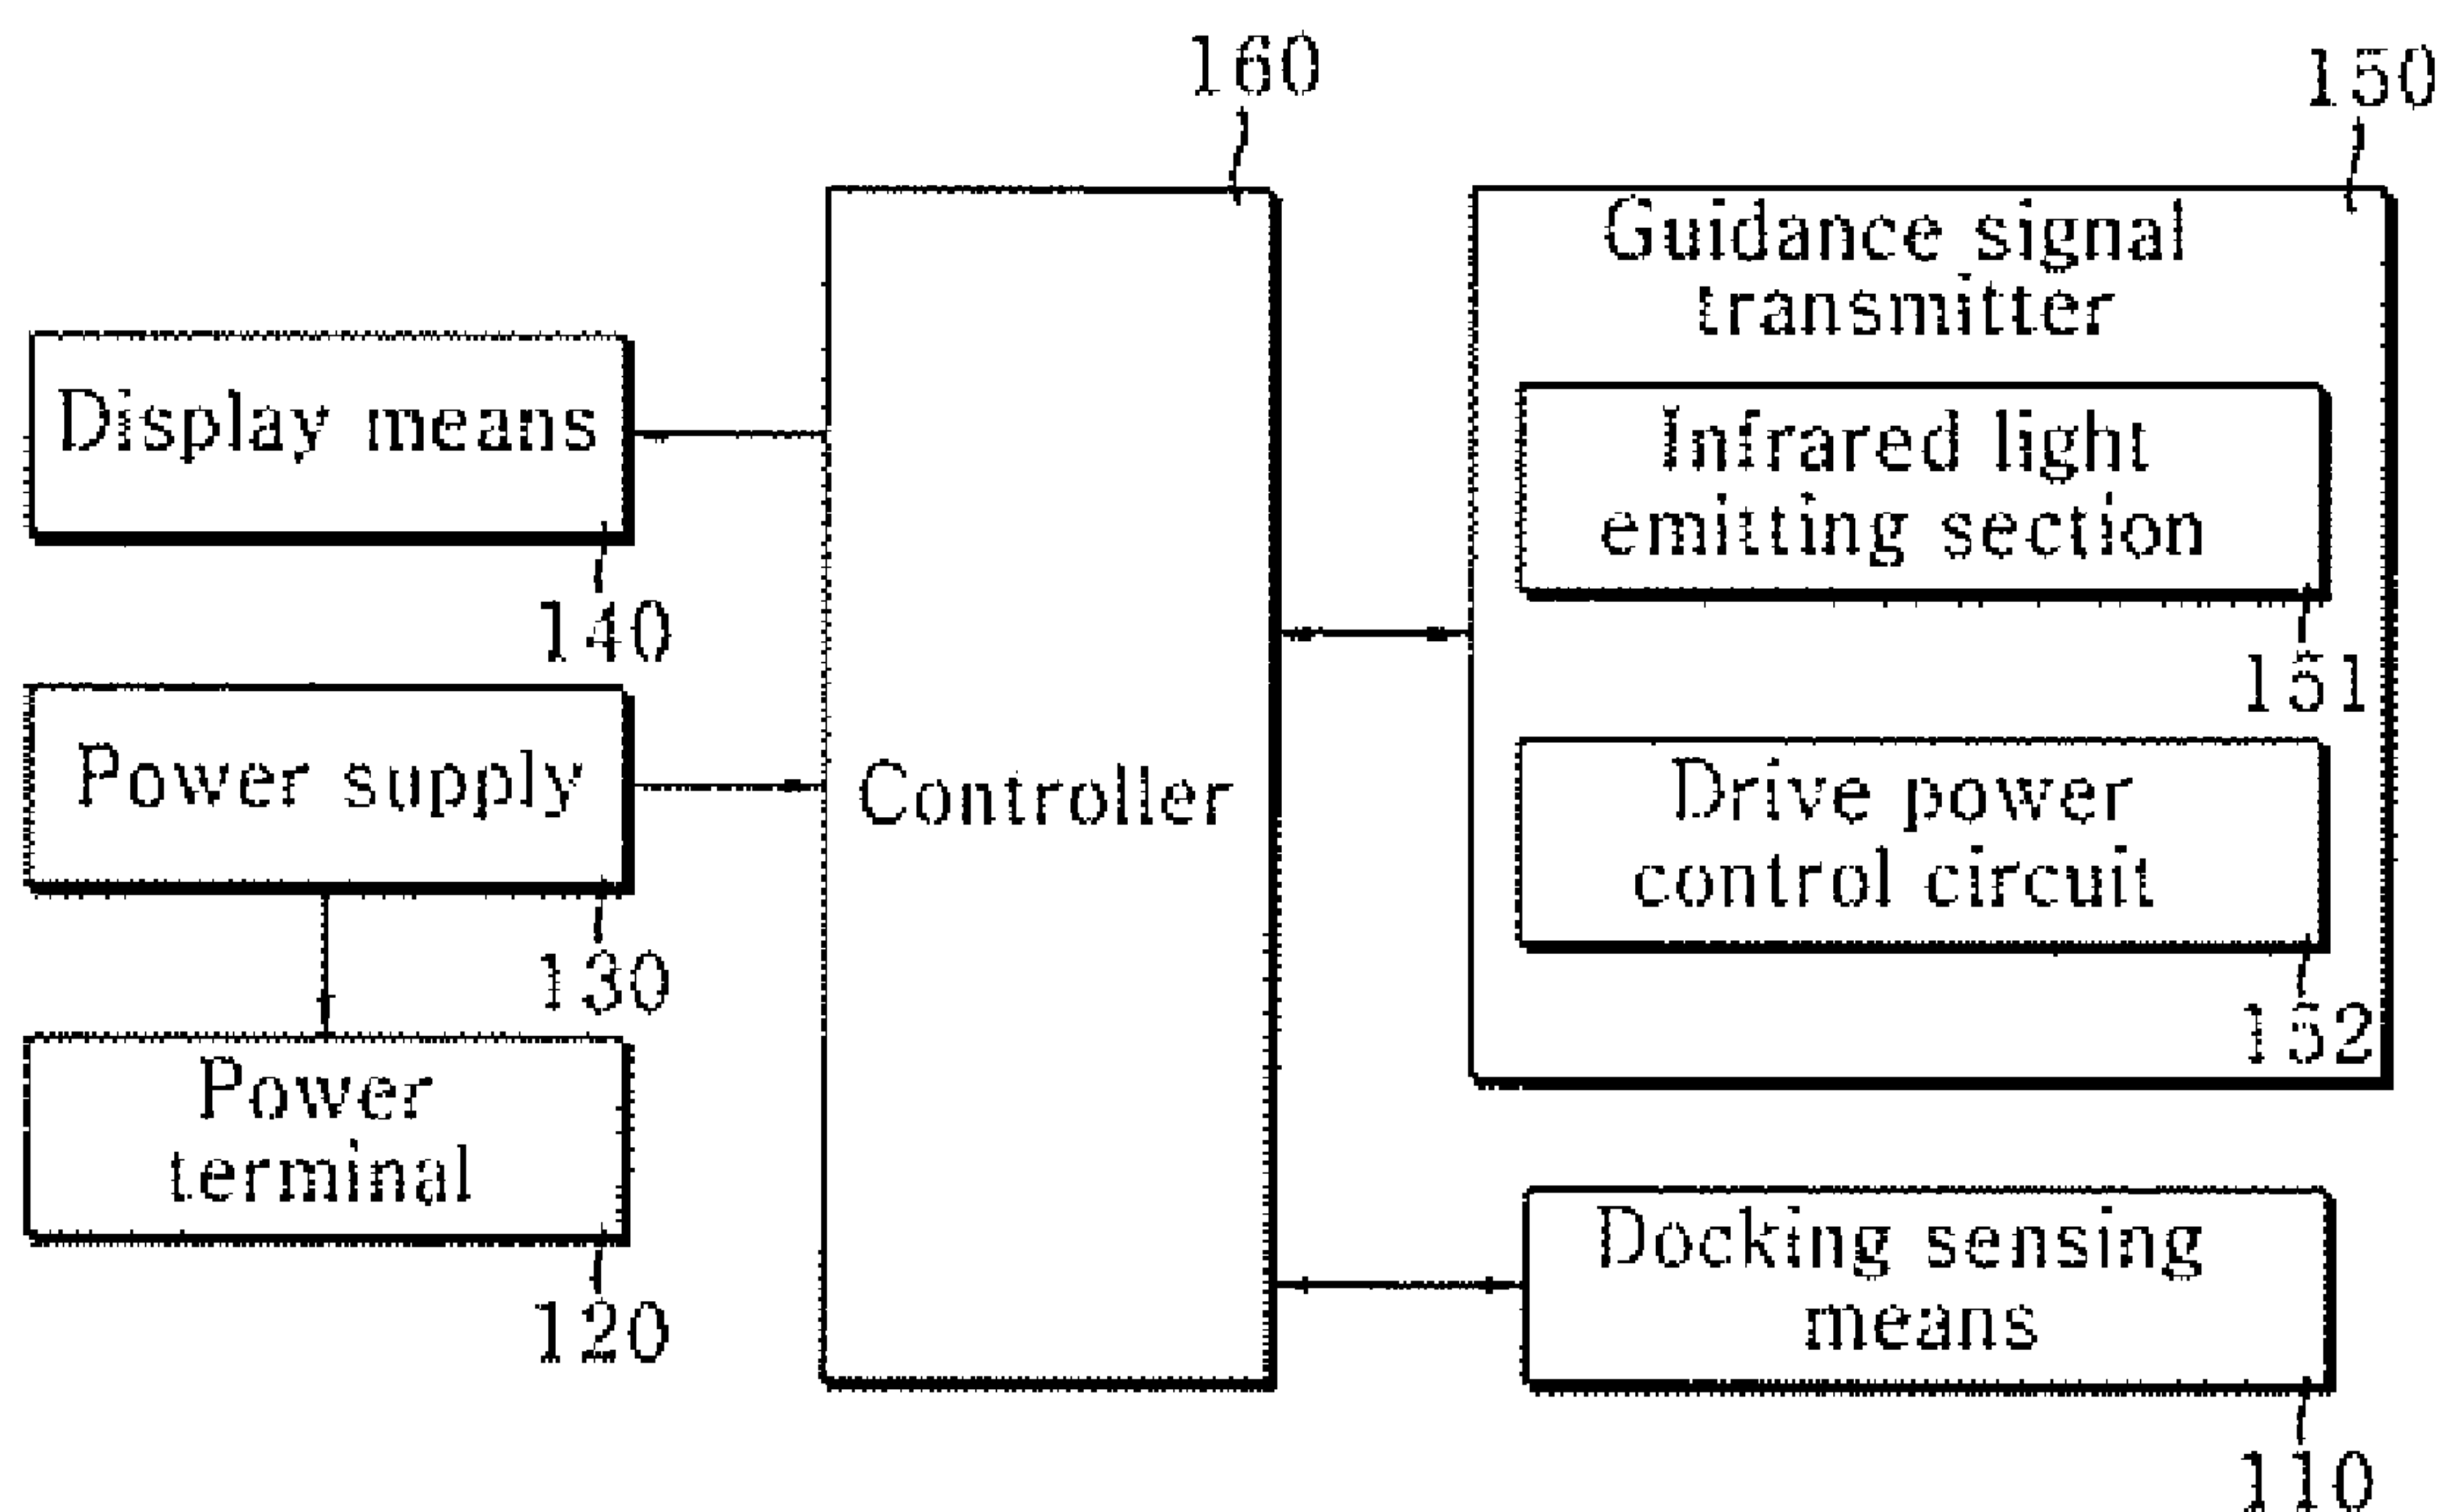 160
150
Guidance signal
transmitter
Display means
Infrared light
emitting section
140
151
Power supply
Controller
Drive power
control circuit
130
152
Power
terminal
Docking sensing
means
120
110